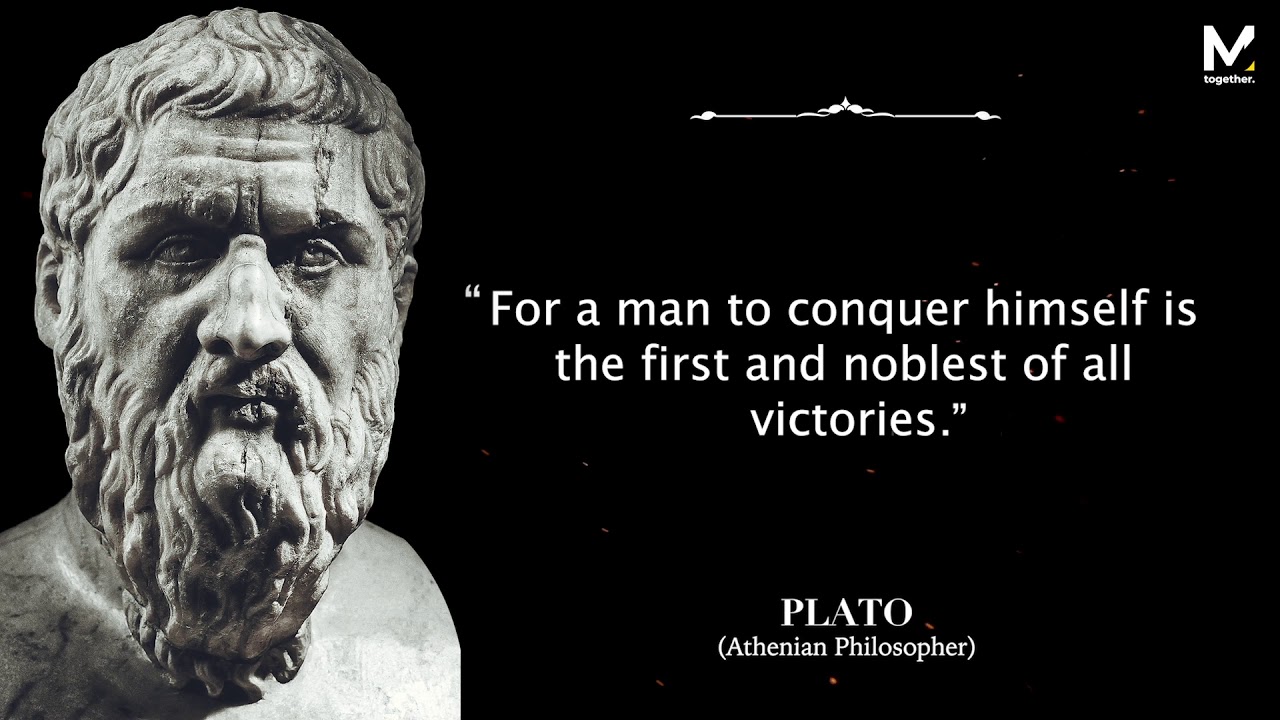 M
together.
“For a man to conquer himself is
the first and noblest of all
victories.”
PLATO
(Athenian Philosopher)